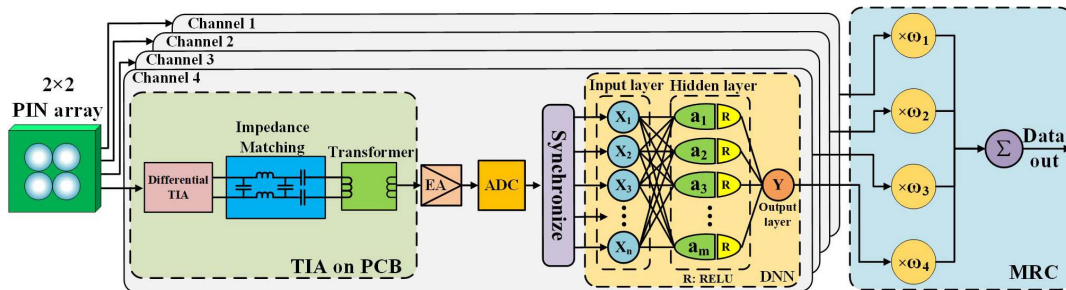 Channel 1
Channel 2
Channel 3
Channel 4
2×2
PIN array
Impedance
Matching
Transformer
Differential
TIA
TIA on PCB
EA
ADC
Synchronize
Input layer
Hidden layer
X1
X2
X3
Xn
a1
R
a2
R
a3
R
am
R
Y
Output
layer
R: RELU
DNN
×ω1
×ω2
×ω3
×ω4
Σ
Data
out
MRC